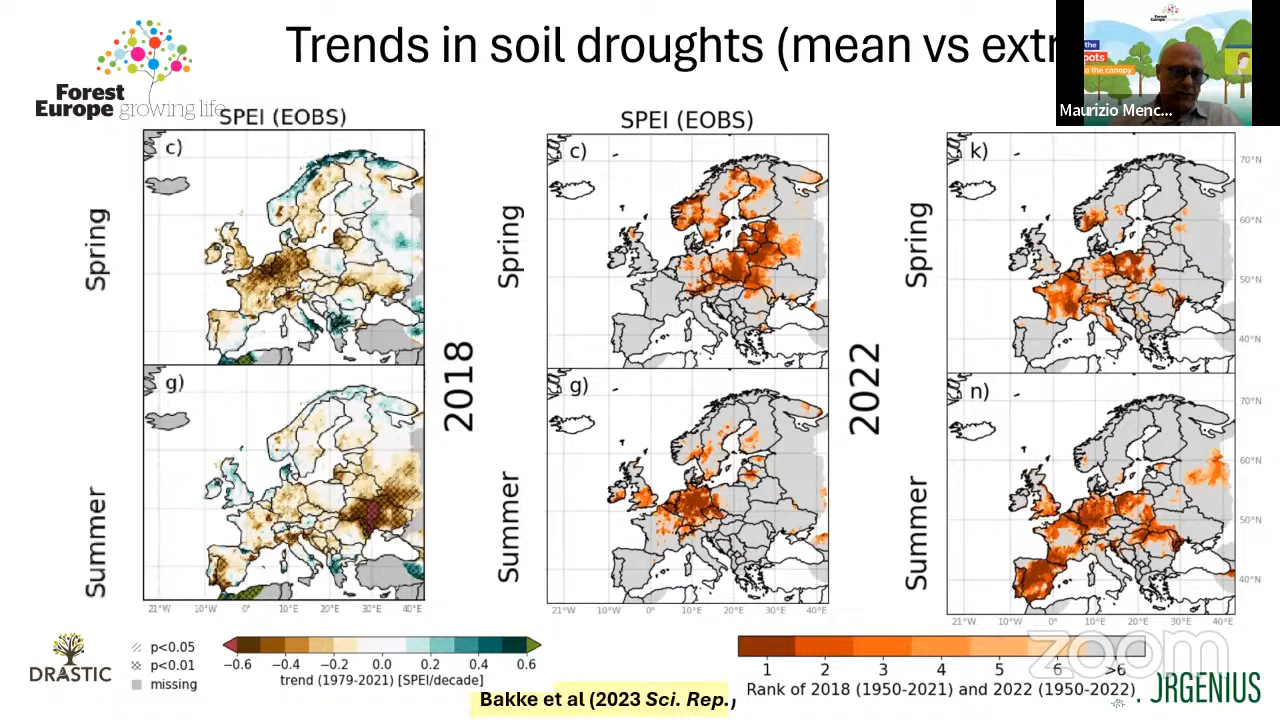 Trends in soil droughts (mean vs extr
Forest
Europe growing life
the
oots
o the canopy
Maurizio Menc...
SPEI (EOBS)
SPEI (EOBS)
c)
c)
k)
Spring
Spring
Spring
70°N
60°N
50°N
40°N
2018
2022
g)
g)
n)
Summer
Summer
Summer
70°N
60°N
50°N
40°N
21°W 10°W 0° 10°E 20°E 30°E 40°E
21°W 10°W 0° 10°E 20°E 30°E 40°E
21°W 10°W 0° 10°E 20°E 30°E 40°E
DRASTIC
p<0.05
p<0.01
missing
−0.6 −0.4 −0.2 0.0 0.2 0.4 0.6
trend (1979-2021) [SPEI/decade]
1 2 3 4 5 6 >6
Rank of 2018 (1950-2021) and 2022 (1950-2022)
zoom
Bakke et al (2023 Sci. Rep.,
ORGENIUS